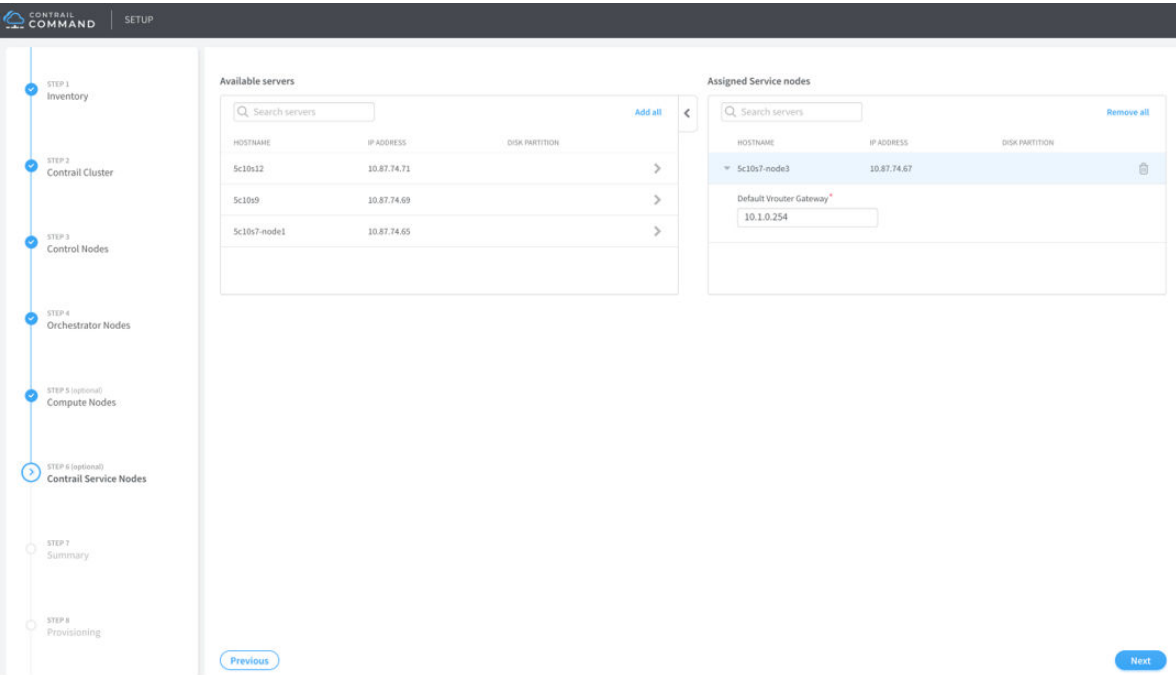 CONTRAIL
COMMAND
SETUP
STEP 1
Inventory
STEP 2
Contrail Cluster
STEP 3
Control Nodes
STEP 4
Orchestrator Nodes
STEP 5 (optional)
Compute Nodes
STEP 6 (optional)
Contrail Service Nodes
STEP 7
Summary
STEP 8
Provisioning
Available servers
Search servers Add all
HOSTNAME IP ADDRESS DISK PARTITION
5c10s12 10.87.74.71
5c10s9 10.87.74.69
5c10s7-node1 10.87.74.65
Assigned Service nodes
Search servers Remove all
HOSTNAME IP ADDRESS DISK PARTITION
5c10s7-node3 10.87.74.67
Default Vrouter Gateway*
10.1.0.254
Previous
Next